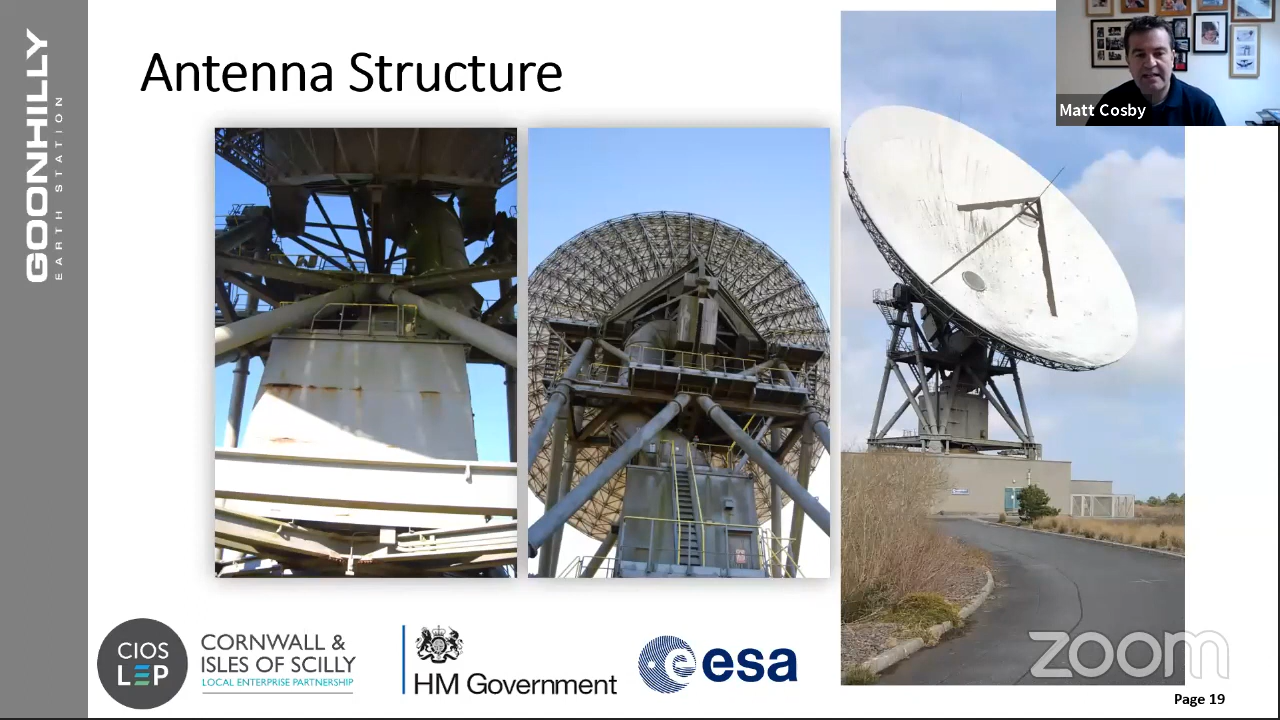 GOONHILLY
EARTH STATION
Antenna Structure
Matt Cosby
CIOS
LEP
CORNWALL &
ISLES OF SCILLY
LOCAL ENTERPRISE PARTNERSHIP
HM Government
esa
zoom
Page 19